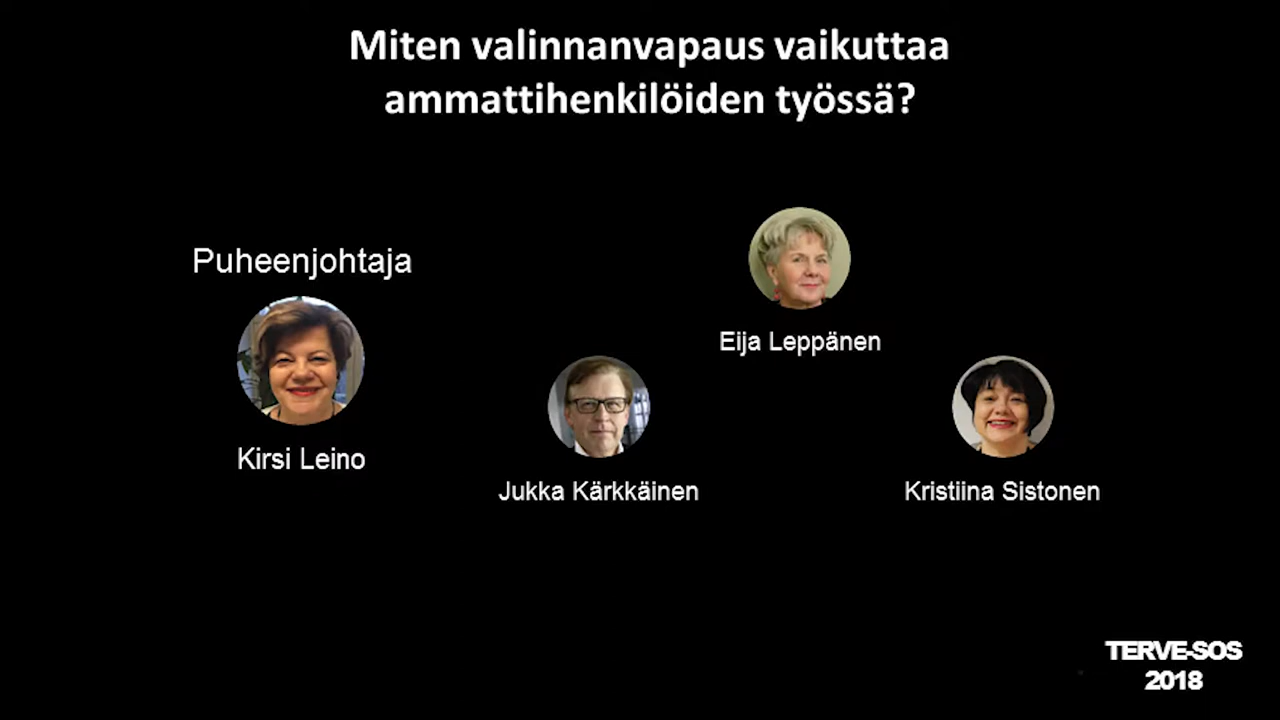 Miten valinnanvapaus vaikuttaa
ammattihenkilöiden työssä?
Puheenjohtaja
Kirsi Leino
Jukka Kärkkäinen
Eija Leppänen
Kristiina Sistonen
TERVE-SOS
2018